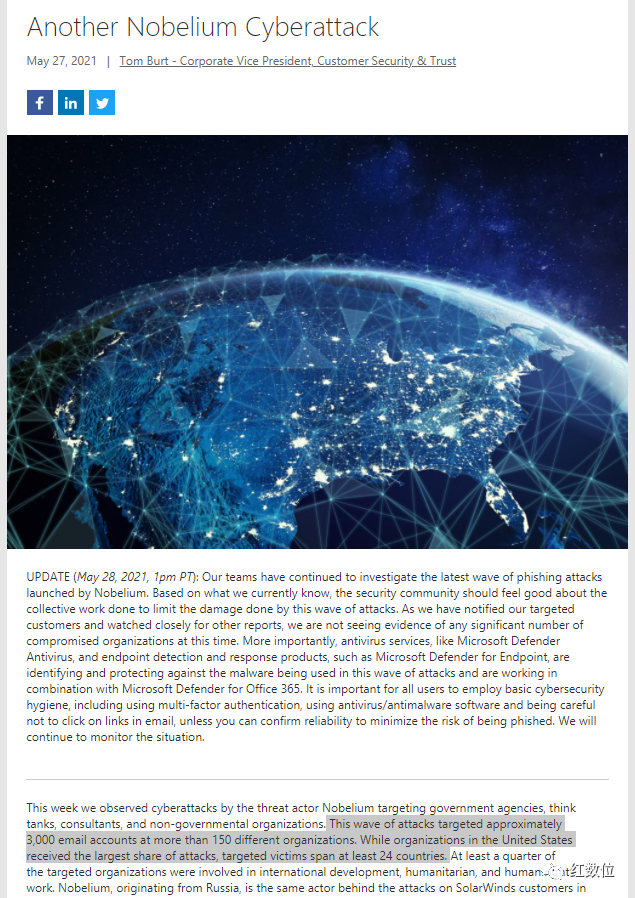 Another Nobelium Cyberattack
May 27, 2021 | Tom Burt - Corporate Vice President, Customer Security & Trust
f in
UPDATE (May 28, 2021, 1pm PT): Our teams have continued to investigate the latest wave of phishing attacks
launched by Nobelium. Based on what we currently know, the security community should feel good about the
collective work done to limit the damage done by this wave of attacks. As we have notified our targeted
customers and watched closely for other reports, we are not seeing evidence of any significant number of
compromised organizations at this time. More importantly, antivirus services, like Microsoft Defender
Antivirus, and endpoint detection and response products, such as Microsoft Defender for Endpoint, are
identifying and protecting against the malware being used in this wave of attacks and are working in
combination with Microsoft Defender for Office 365. It is important for all users to employ basic cybersecurity
hygiene, including using multi-factor authentication, using antivirus/antimalware software and being careful
not to click on links in email, unless you can confirm reliability to minimize the risk of being phished. We will
continue to monitor the situation.
This week we observed cyberattacks by the threat actor Nobelium targeting government agencies, think
tanks, consultants, and non-governmental organizations. This wave of attacks targeted approximately
3,000 email accounts at more than 150 different organizations. While organizations in the United States
received the largest share of attacks, targeted victims span at least 24 countries. At least a quarter of
the targeted organizations were involved in international development, humanitarian, and human
红数位
work. Nobelium, originating from Russia, is the same actor behind the attacks on SolarWinds customers in